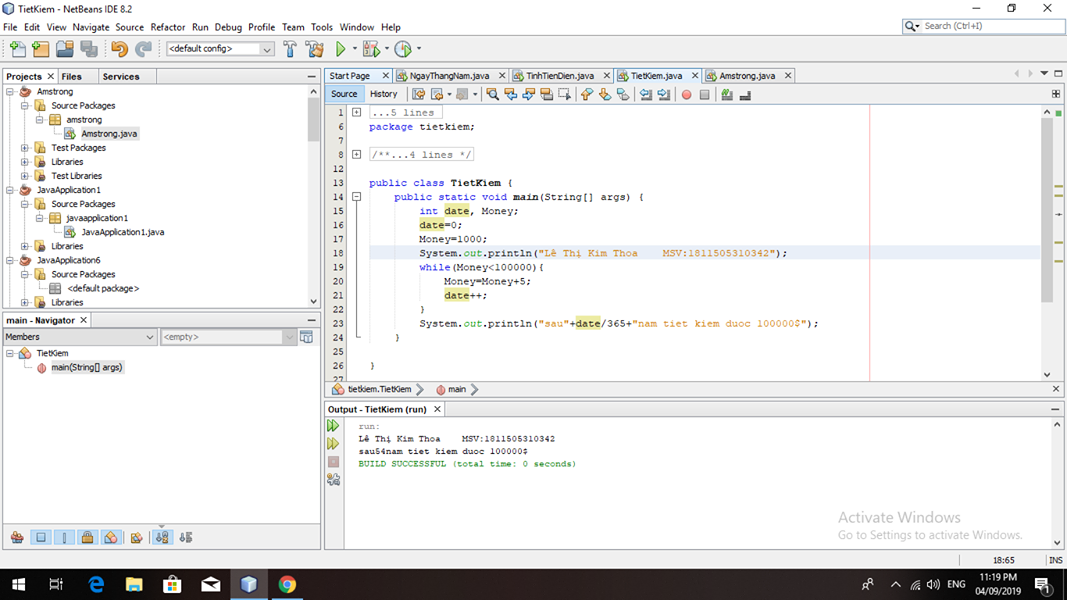 TietKiem - NetBeans IDE 8.2
File Edit View Navigate Source Refactor Run Debug Profile Team Tools Window Help
Search (Ctrl+I)
<default config>
Projects Files Services
Amstrong
Source Packages
amstrong
Amstrong.java
Test Packages
Libraries
Test Libraries
JavaApplication1
Source Packages
javaapplication1
JavaApplication1.java
Libraries
JavaApplication6
Source Packages
<default package>
Libraries
main - Navigator
Members <empty>
TietKiem
main(String[] args)
Start Page NgayThangNam.java TinhTienDien.java TietKiem.java Amstrong.java
Source History
1 ...5 lines
6 package tietkiem;
7
8 /**...4 lines */
12
13 public class TietKiem {
14 public static void main(String[] args) {
15 int date, Money;
16 date=0;
17 Money=1000;
18 System.out.println("Lê Thị Kim Thoa    MSV:1811505310342");
19 while(Money<100000){
20 Money=Money+5;
21 date++;
22 }
23 System.out.println("sau"+date/365+"nam tiet kiem duoc 100000$");
24 }
25
26 }
27
tietkiem.TietKiem main
Output - TietKiem (run)
run:
Lê Thị Kim Thoa    MSV:1811505310342
sau54nam tiet kiem duoc 100000$
BUILD SUCCESSFUL (total time: 0 seconds)
Activate Windows
Go to Settings to activate Windows.
18:65 INS
ENG
11:19 PM
04/09/2019
1